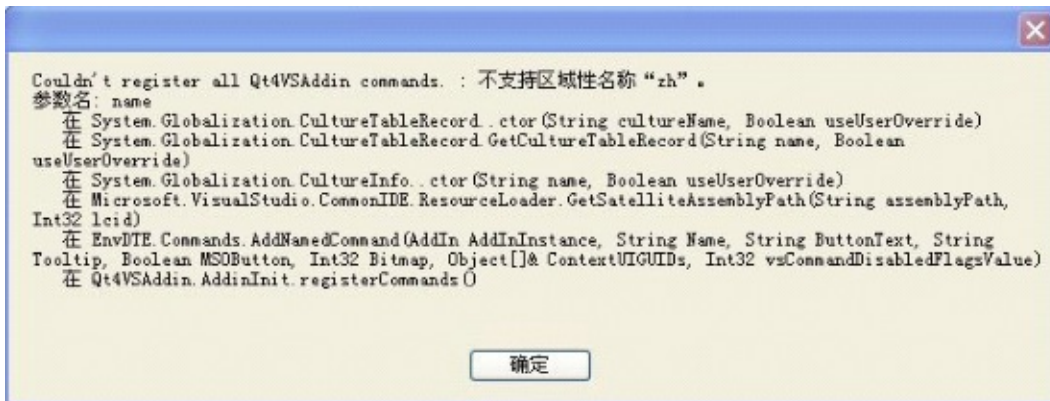 Couldn't register all Qt4VSAddin commands. : 不支持区域性名称“zh”。
参数名: name
在 System.Globalization.CultureTableRecord..ctor(String cultureName, Boolean useUserOverride)
在 System.Globalization.CultureTableRecord.GetCultureTableRecord(String name, Boolean
useUserOverride)
在 System.Globalization.CultureInfo..ctor(String name, Boolean useUserOverride)
在 Microsoft.VisualStudio.CommonIDE.ResourceLoader.GetSatelliteAssemblyPath(String assemblyPath,
Int32 lcid)
在 EnvDTE.Commands.AddNamedCommand(AddIn AddInInstance, String Name, String ButtonText, String
Tooltip, Boolean MSOButton, Int32 Bitmap, Object[]& ContextUIGUIDs, Int32 vsCommandDisabledFlagsValue)
在 Qt4VSAddin.AddinInit.registerCommands()
确定